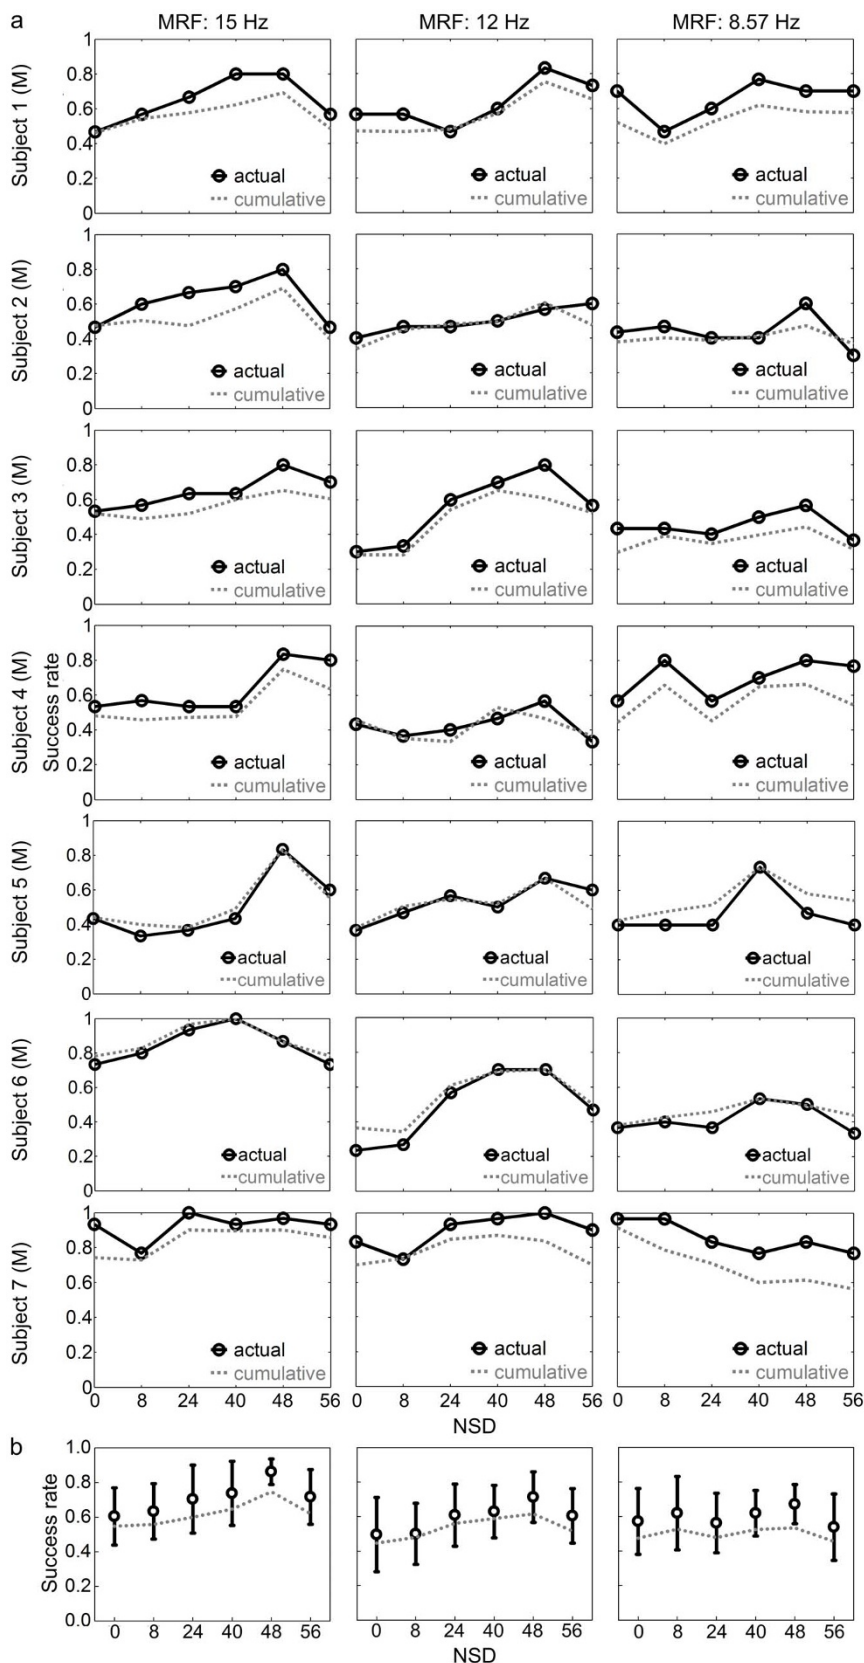 a
MRF: 15 Hz MRF: 12 Hz MRF: 8.57 Hz
Subject 1 (M)
1
0.8
0.6
0.4
0.2
0
actual actual actual
cumulative cumulative cumulative
Subject 2 (M)
1
0.8
0.6
0.4
0.2
0
actual actual actual
cumulative cumulative cumulative
Subject 3 (M)
1
0.8
0.6
0.4
0.2
0
actual actual actual
cumulative cumulative cumulative
Subject 4 (M)
Success rate
1
0.8
0.6
0.4
0.2
0
actual actual actual
cumulative cumulative cumulative
Subject 5 (M)
1
0.8
0.6
0.4
0.2
0
actual actual actual
cumulative cumulative cumulative
Subject 6 (M)
1
0.8
0.6
0.4
0.2
0
actual actual actual
cumulative cumulative cumulative
Subject 7 (M)
1
0.8
0.6
0.4
0.2
0
actual actual actual
cumulative cumulative cumulative
0 8 24 40 48 56 0 8 24 40 48 56 0 8 24 40 48 56
NSD
b
Success rate
1.0
0.8
0.6
0.4
0.2
0.0
0 8 24 40 48 56 0 8 24 40 48 56 0 8 24 40 48 56
NSD